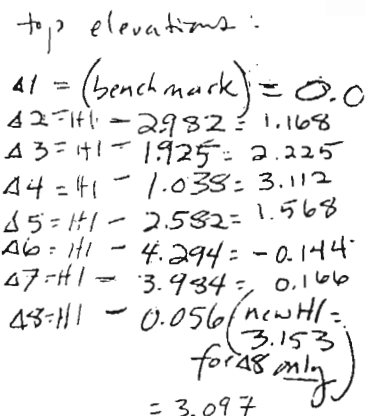 top elevations:
Δ1 = (benchmark) = 0.0
Δ2 = HI - 2.982 = 1.168
Δ3 = HI - 1.925 = 2.225
Δ4 = HI - 1.038 = 3.112
Δ5 = HI - 2.582 = 1.568
Δ6 = HI - 4.294 = -0.144
Δ7 = HI - 3.984 = 0.166
Δ8 = HI - 0.056 (new HI =
3.153
for Δ8 only)
= 3.097